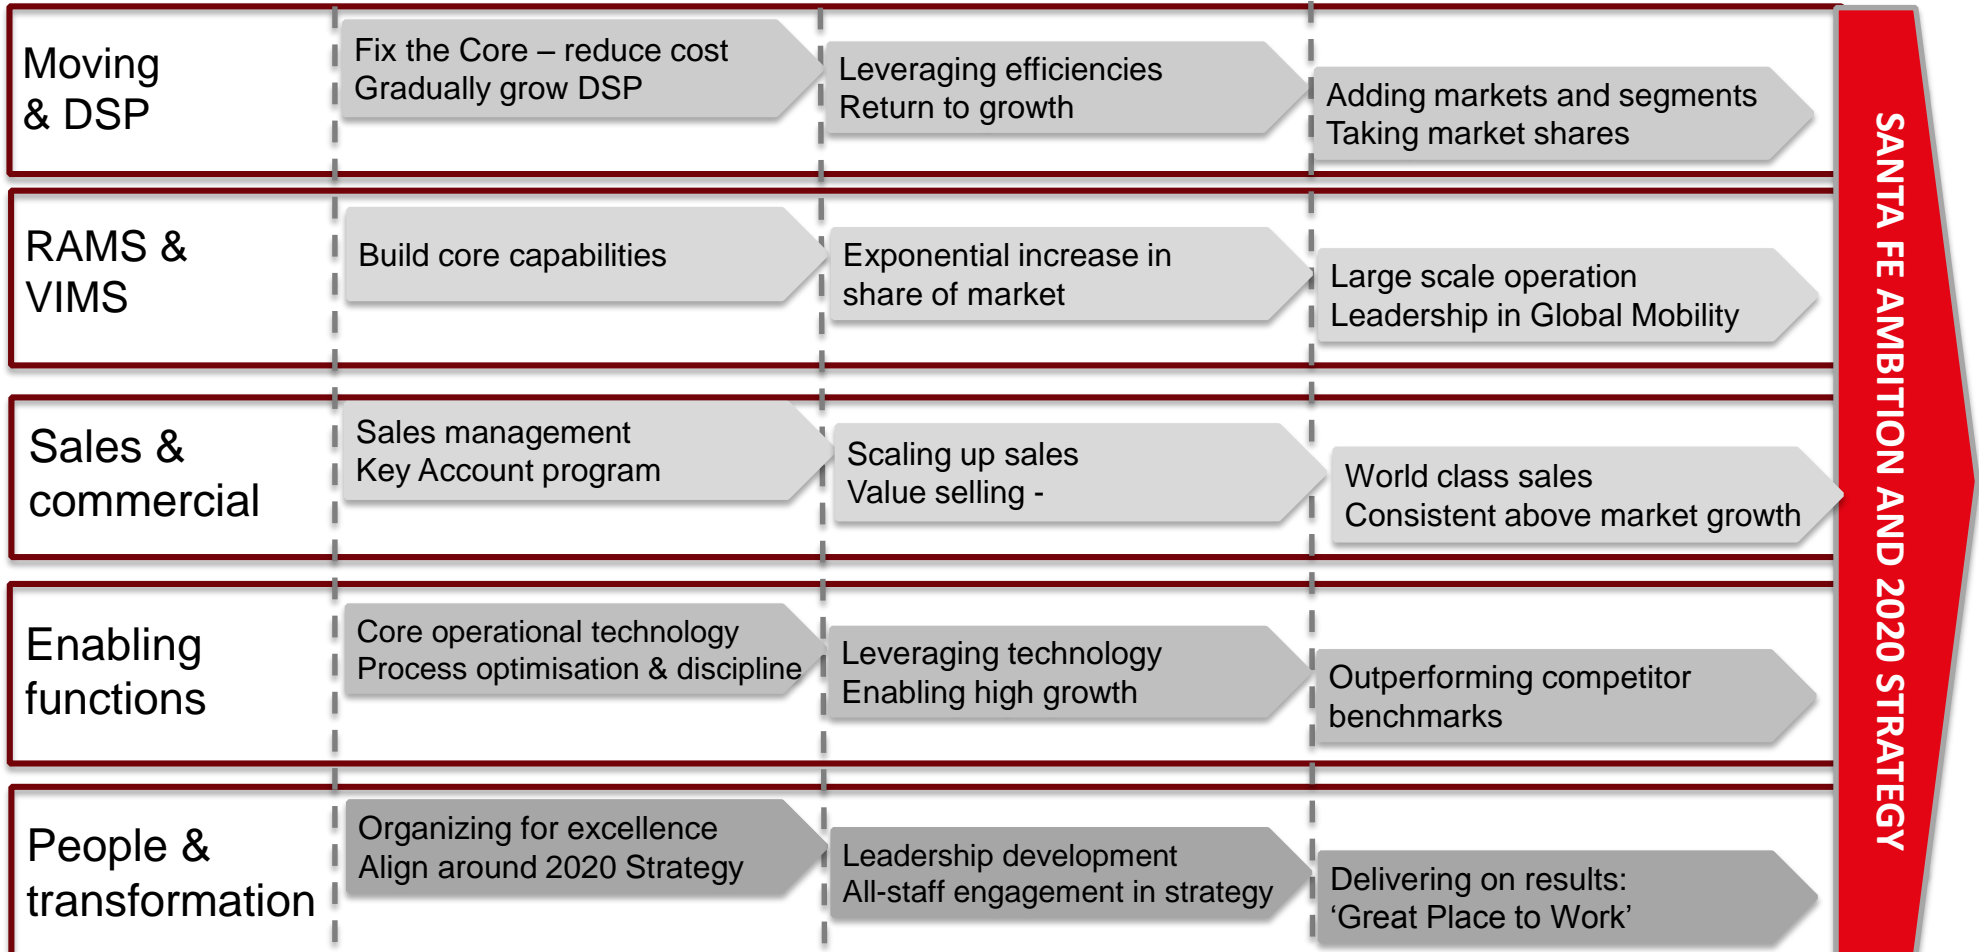 Moving
& DSP
Fix the Core – reduce cost
Gradually grow DSP
Leveraging efficiencies
Return to growth
Adding markets and segments
Taking market shares
RAMS &
VIMS
Build core capabilities
Exponential increase in
share of market
Large scale operation
Leadership in Global Mobility
Sales &
commercial
Sales management
Key Account program
Scaling up sales
Value selling -
World class sales
Consistent above market growth
Enabling
functions
Core operational technology
Process optimisation & discipline
Leveraging technology
Enabling high growth
Outperforming competitor
benchmarks
People &
transformation
Organizing for excellence
Align around 2020 Strategy
Leadership development
All-staff engagement in strategy
Delivering on results:
‘Great Place to Work’
SANTA FE AMBITION AND 2020 STRATEGY